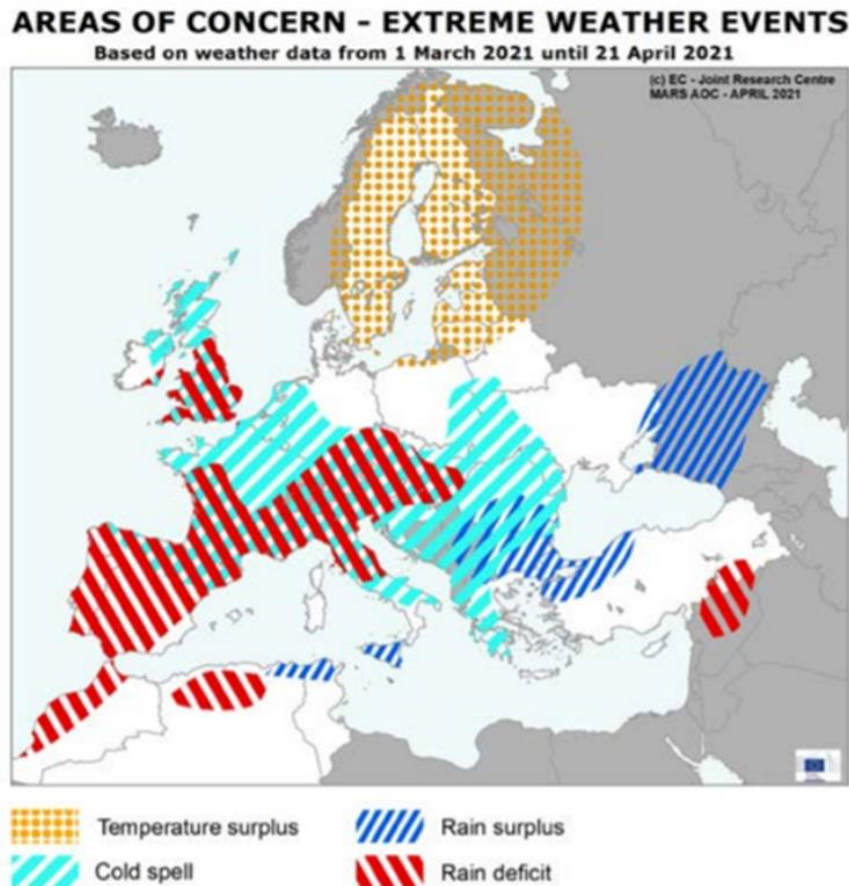 AREAS OF CONCERN - EXTREME WEATHER EVENTS
Based on weather data from 1 March 2021 until 21 April 2021
(c) EC - Joint Research Centre
MARS AOC - APRIL 2021
Temperature surplus
Rain surplus
Cold spell
Rain deficit